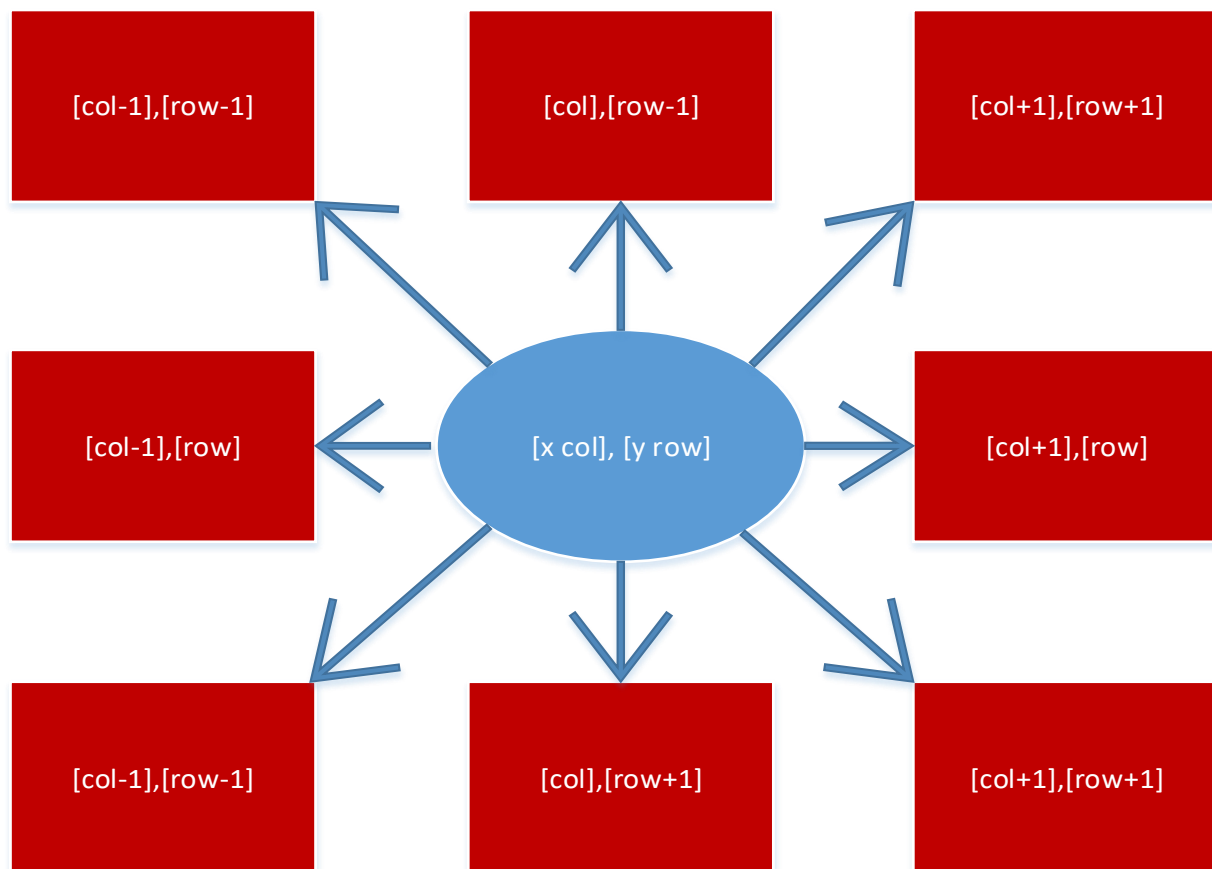 [col-1],[row-1]
[col],[row-1]
[col+1],[row+1]
[col-1],[row]
[x col], [y row]
[col+1],[row]
[col-1],[row-1]
[col],[row+1]
[col+1],[row+1]